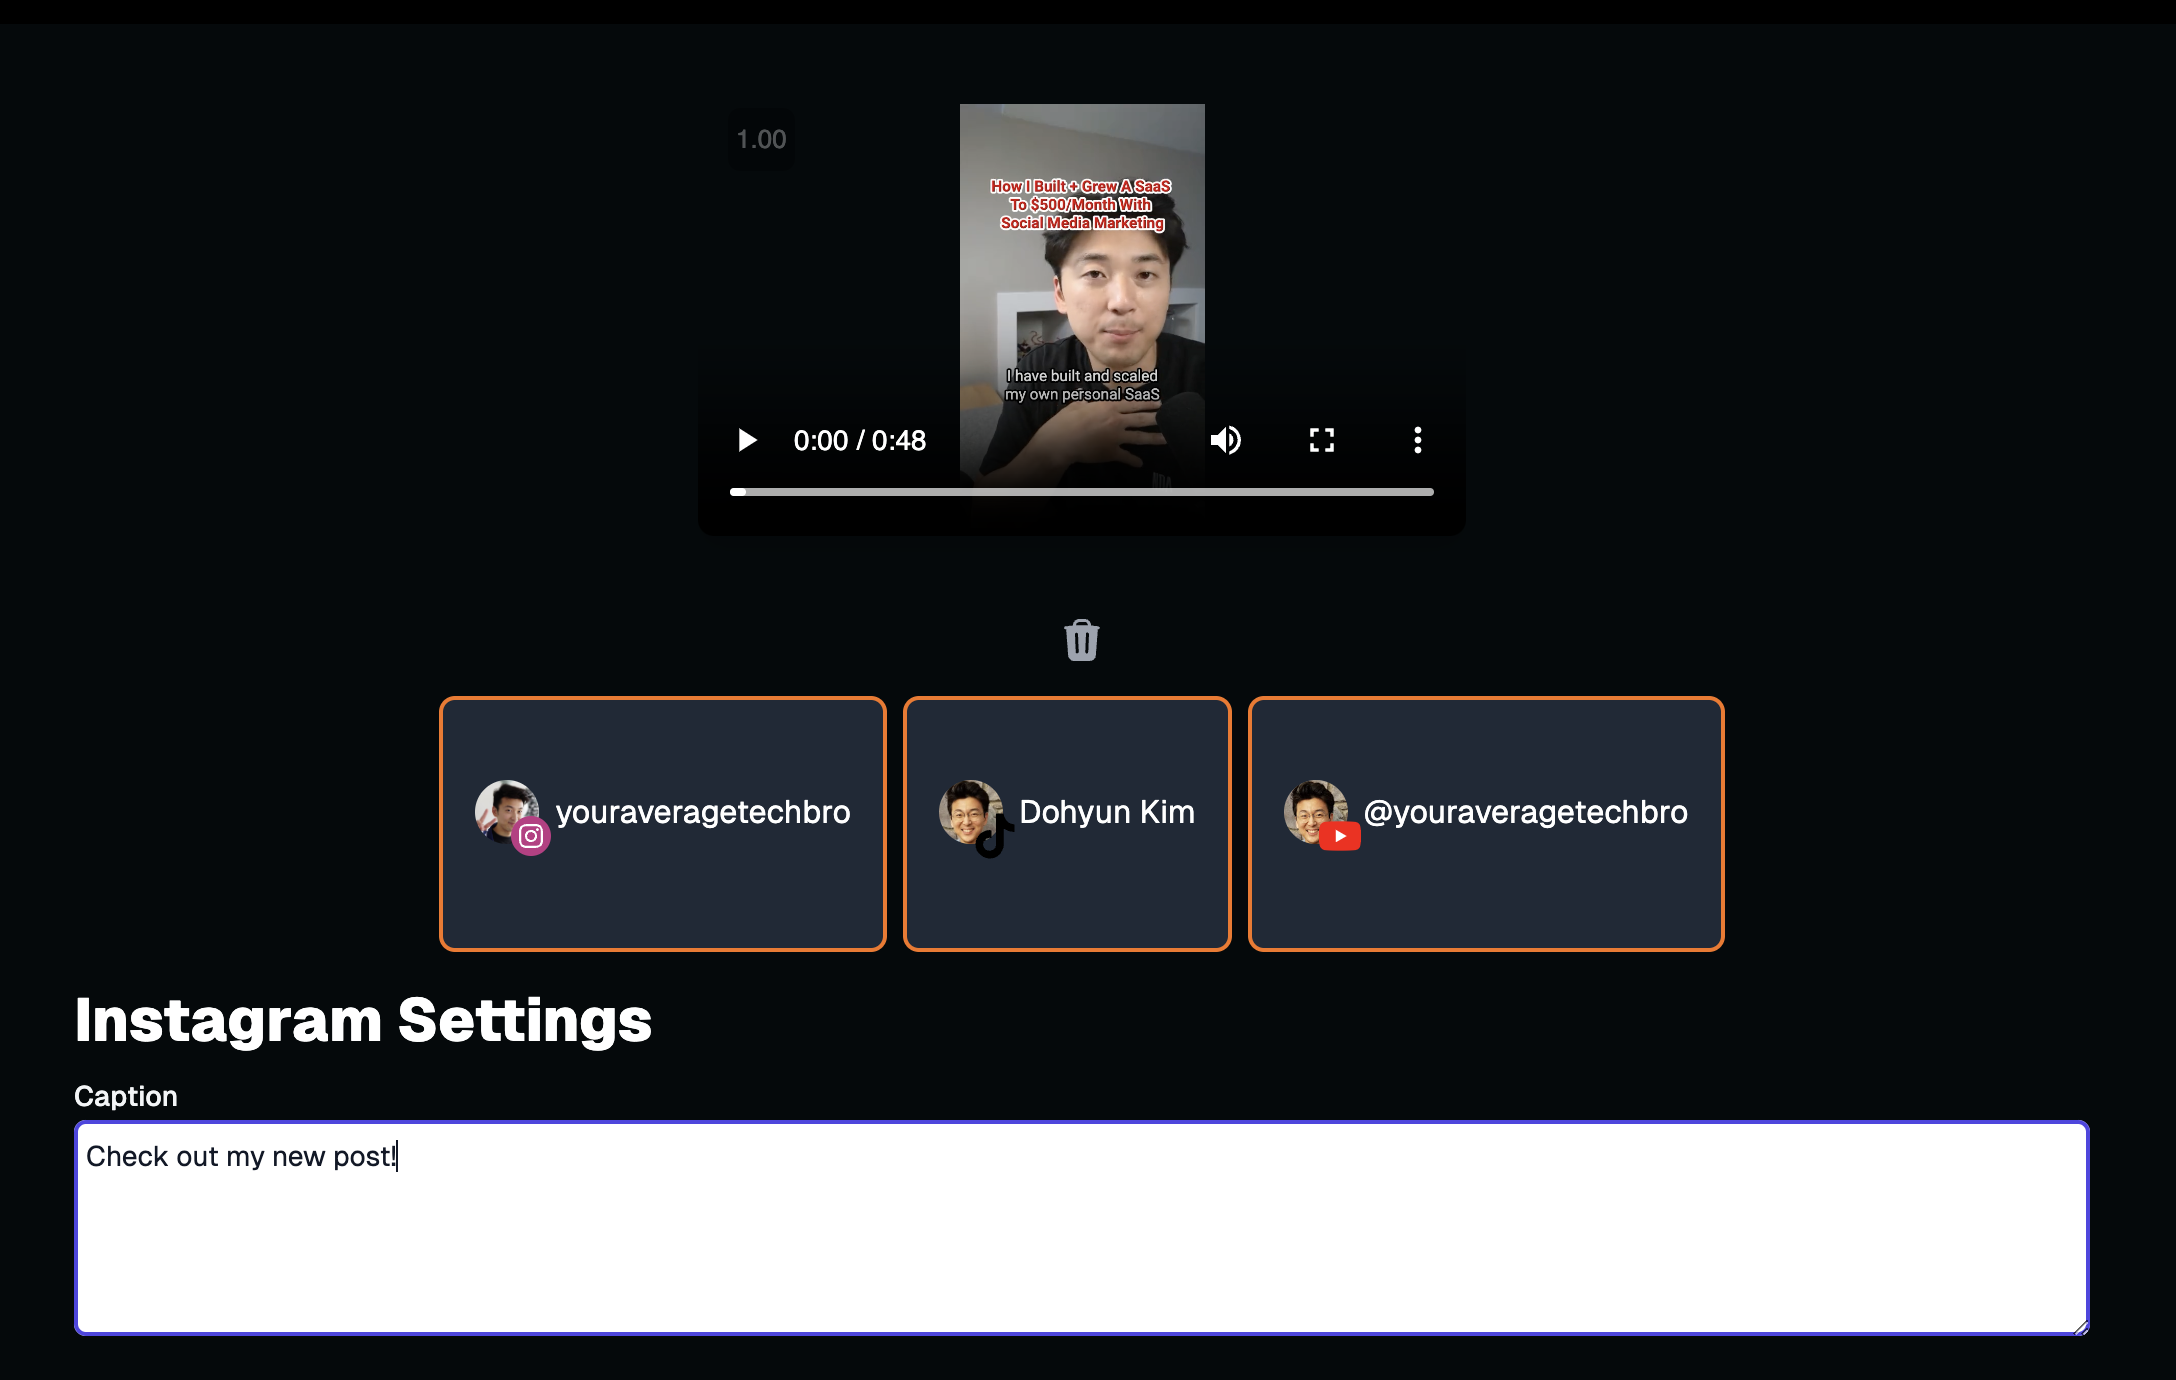 1.00
How I Built + Grew A SaaS
To $500/Month With
Social Media Marketing
I have built and scaled
my own personal SaaS
0:00 / 0:48
youraveragetechbro
Dohyun Kim
@youraveragetechbro
Instagram Settings
Caption
Check out my new post!